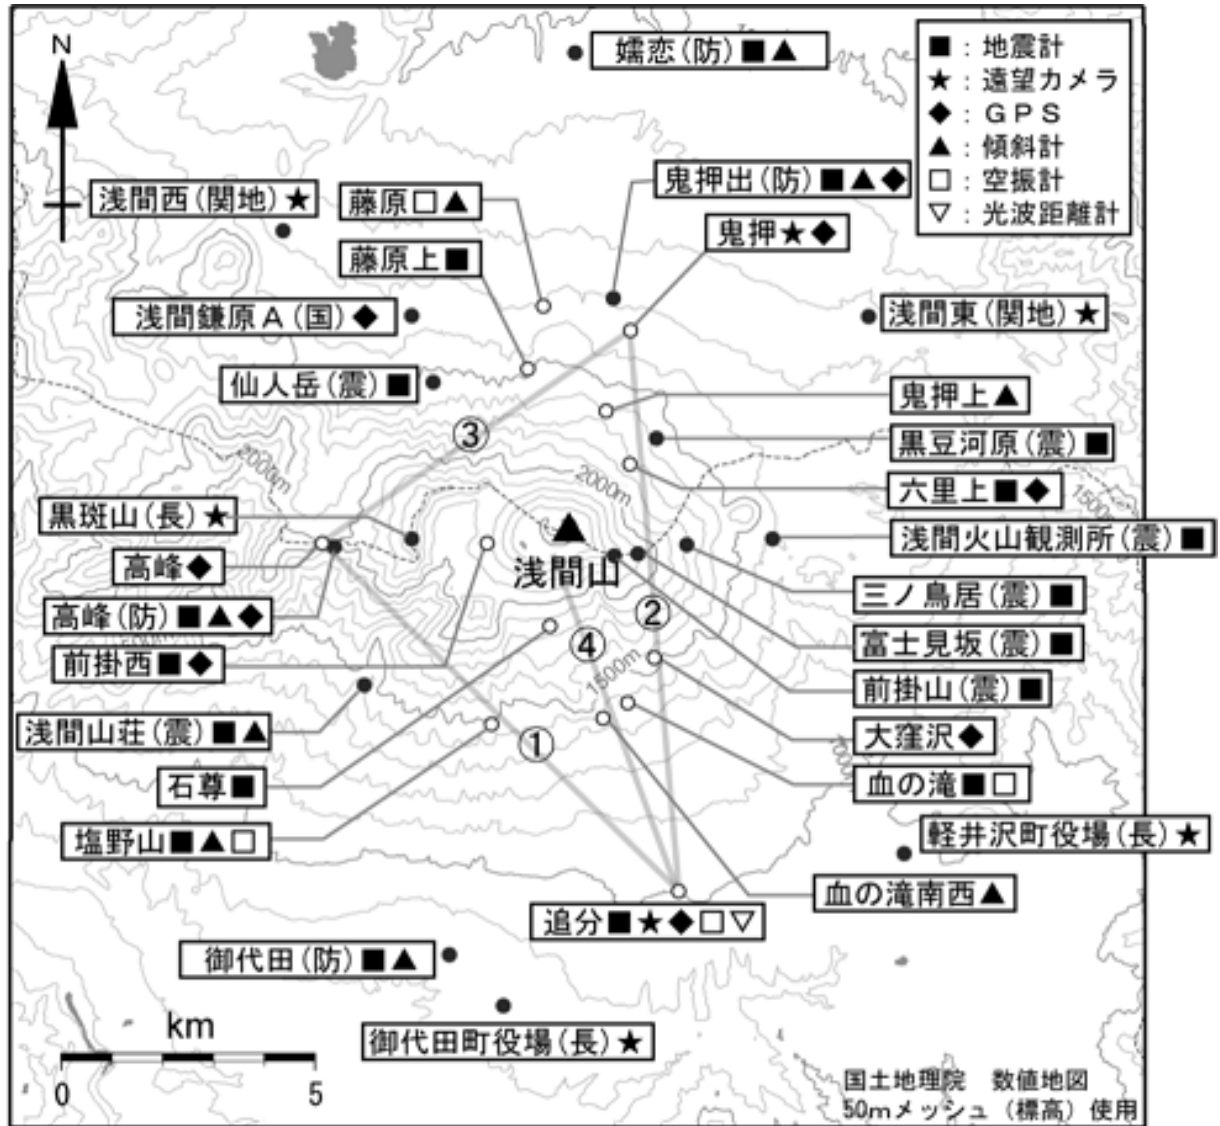 N
嬬恋(防)■▲
■：地震計
★：遠望カメラ
◆：GPS
▲：傾斜計
□：空振計
▽：光波距離計
浅間西(関地)★
藤原□▲
鬼押出(防)■▲◆
鬼押★◆
藤原上■
浅間鎌原A(国)◆
浅間東(関地)★
仙人岳(震)■
鬼押上▲
③
黒豆河原(震)■
2000m
2000m
六里上■◆
1500m
黒斑山(長)★
浅間火山観測所(震)■
浅間山
高峰◆
三ノ鳥居(震)■
高峰(防)■▲◆
②
富士見坂(震)■
④
前掛西■◆
1500m
前掛山(震)■
浅間山荘(震)■▲
大窪沢◆
①
石尊■
血の滝□■
塩野山■▲□
軽井沢町役場(長)★
血の滝南西▲
追分■★◆□▽
御代田(防)■▲
km
御代田町役場(長)★
0 5
国土地理院 数値地図
50mメッシュ(標高)使用